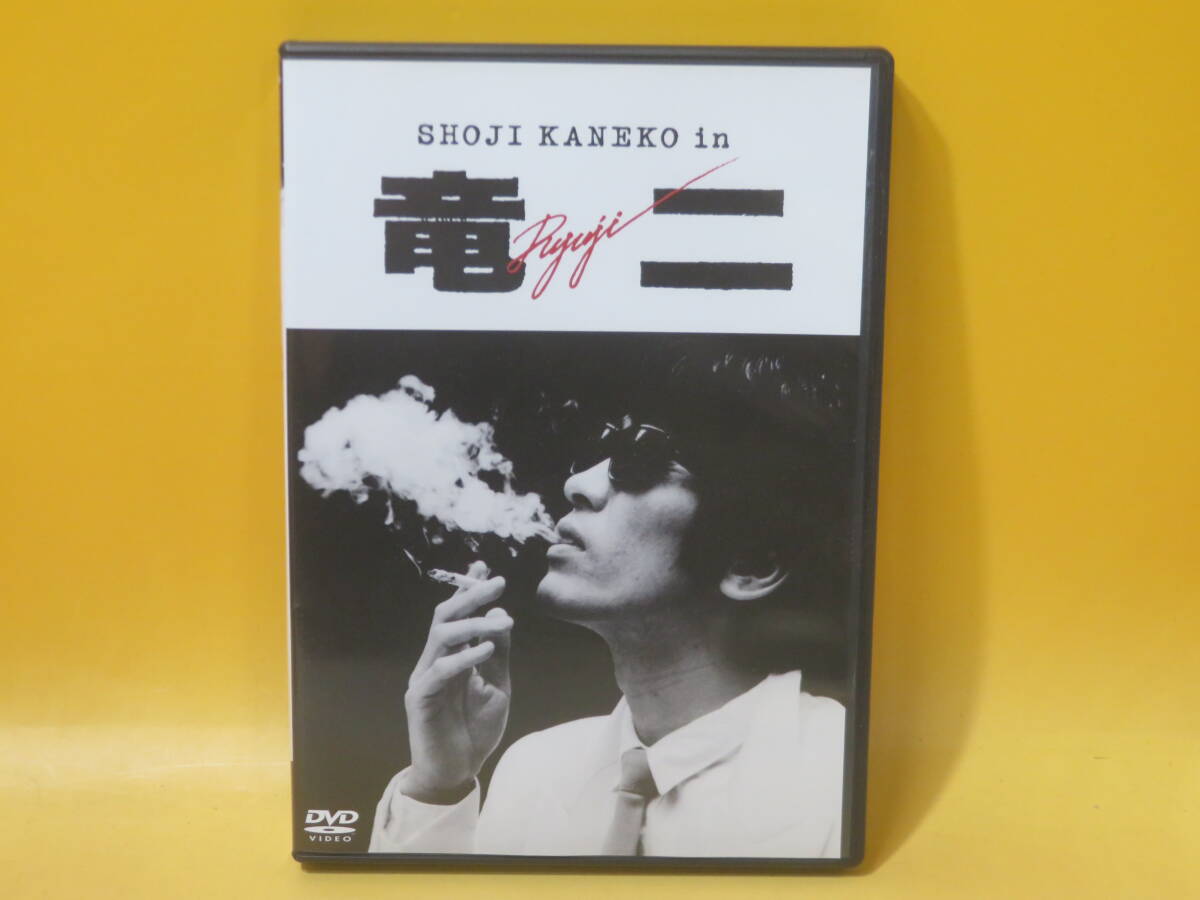 SHOJI KANEKO in
竜二
Ryuji
DVD
VIDEO